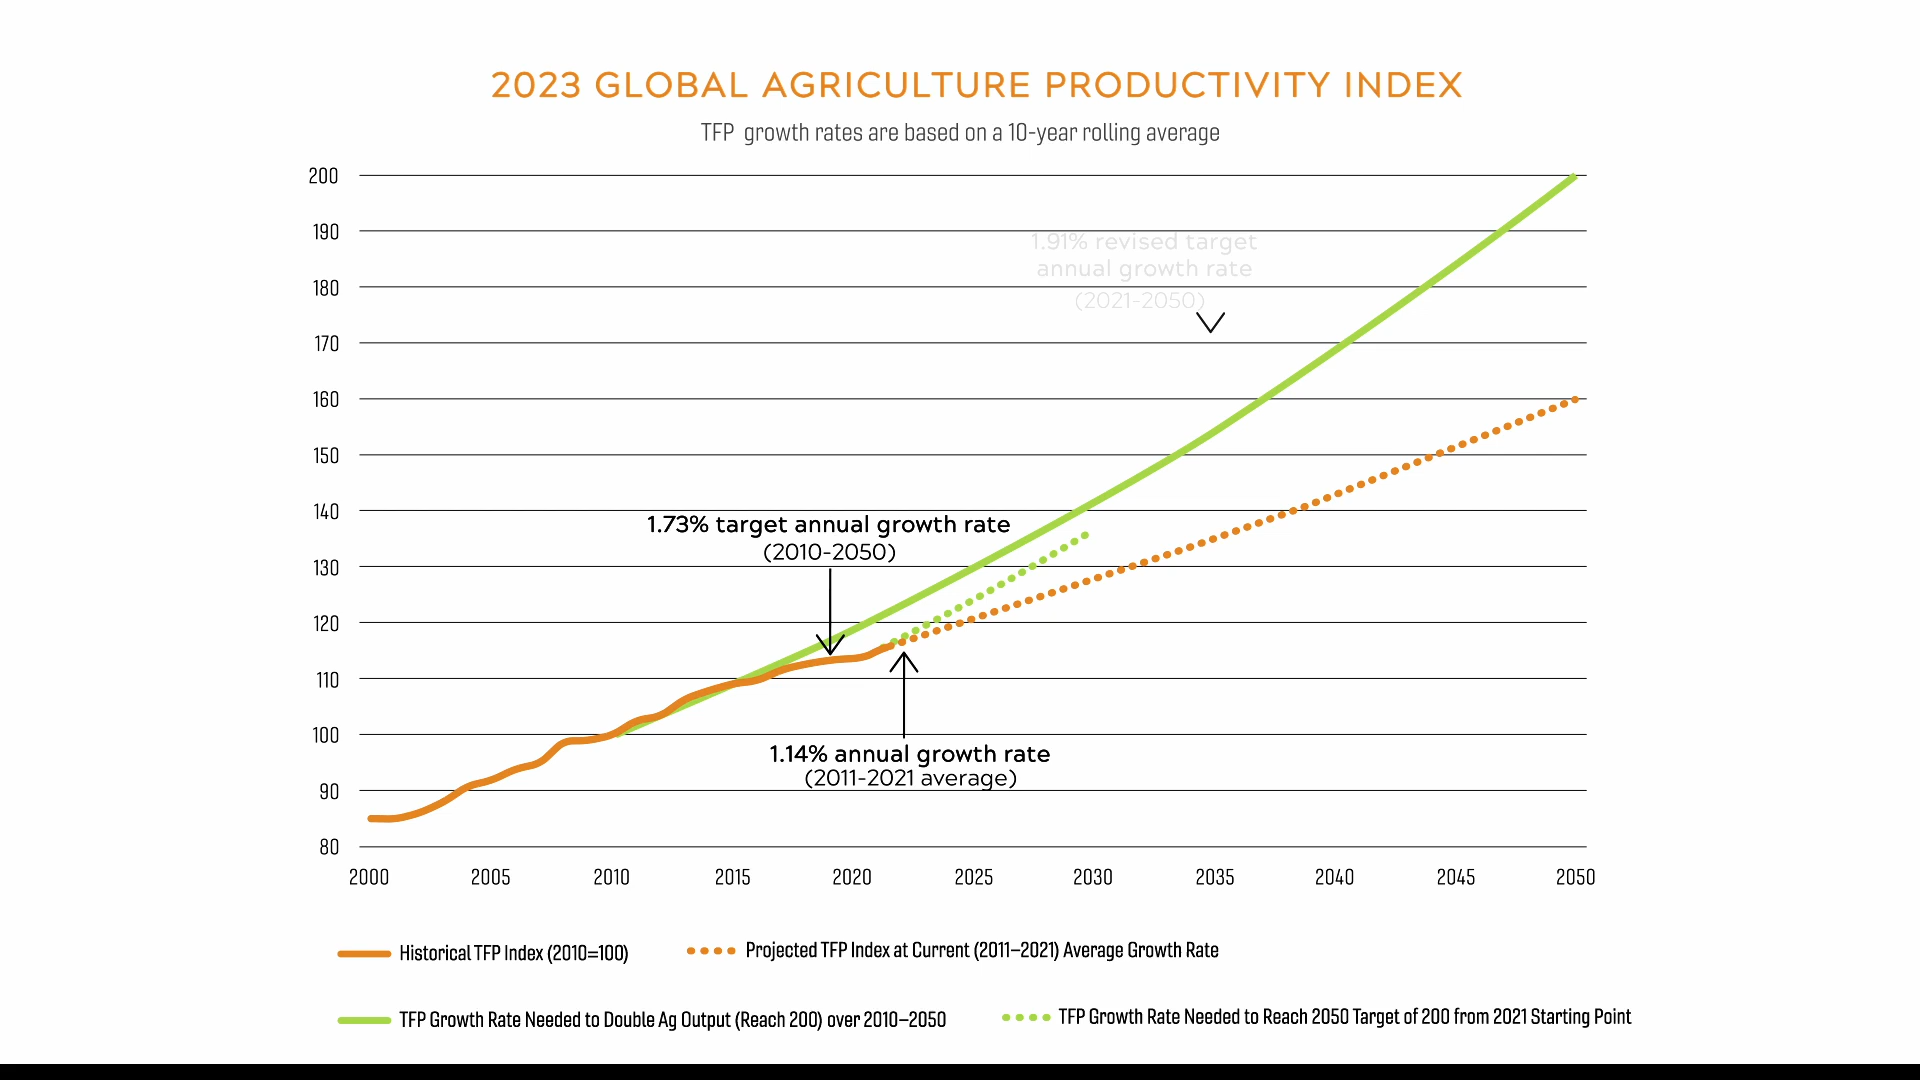 2023 GLOBAL AGRICULTURE PRODUCTIVITY INDEX
TFP growth rates are based on a 10-year rolling average
200
190
180
170
160
150
140
130
120
110
100
90
80
1.91% revised target
annual growth rate
(2021-2050)
1.73% target annual growth rate
(2010-2050)
1.14% annual growth rate
(2011-2021 average)
2000 2005 2010 2015 2020 2025 2030 2035 2040 2045 2050
Historical TFP Index (2010=100)
Projected TFP Index at Current (2011–2021) Average Growth Rate
TFP Growth Rate Needed to Double Ag Output (Reach 200) over 2010–2050
TFP Growth Rate Needed to Reach 2050 Target of 200 from 2021 Starting Point